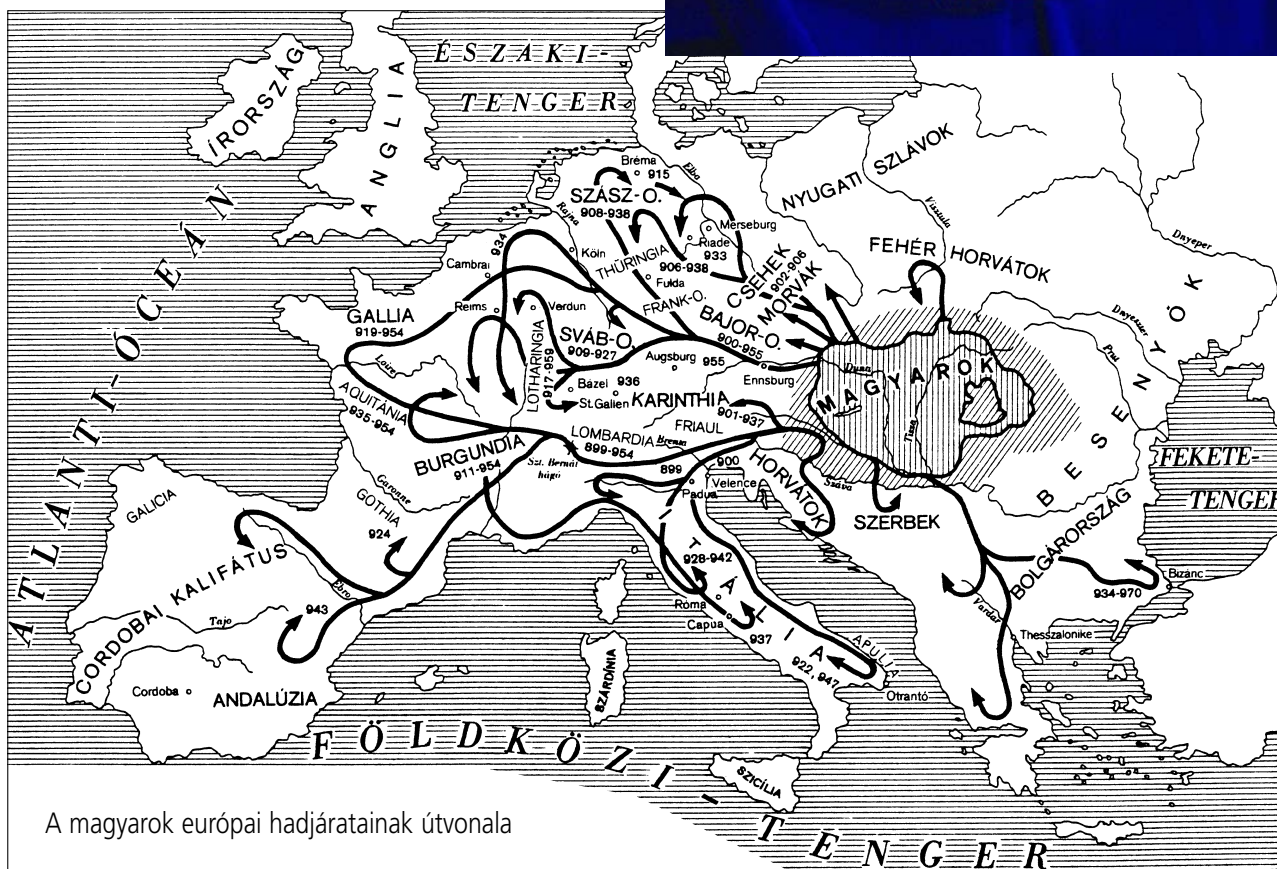 ÉSZAKI-
TENGER
ÍRORSZÁG
ANGLIA
ATLANTI-ÓCEÁN
NYUGATI SZLÁVOK
Visztula
Dnyeper
Bréma
915
Elba
SZÁSZ-O.
908-938
Rajna
Merseburg
Riade
933
Köln
THÜRINGIA
906-938
Fulda
934
Cambrai
FEHÉR HORVÁTOK
CSEHEK
902-906
MORVÁK
FRANK-O.
BAJOR-O.
900-955
Reims
Verdun
GALLIA
919-954
SVÁB-O.
909-927
LOTHARINGIA
917-959
Augsburg
955
Ennsburg
Dnyeszter
Prut
BESENYŐK
MAGYAROK
Duna
Tisza
Loire
Bázel
936
St.Gallen
KARINTHIA
901-937
AQUITÁNIA
935-954
LOMBARDIA
899-954
Brenta
FRIAUL
BURGUNDIA
911-954
Szt. Bernát
hágó
899
900
Velence
Padua
HORVÁTOK
Száva
SZERBEK
FEKETE-
TENGER
GALICIA
Garonne
GOTHIA
924
BOLGÁRORSZÁG
CORDOBAI KALIFÁTUS
Ebro
943
Tajo
ITÁLIA
928-942
Róma
Capua
937
APULIA
922, 947
Otrantó
Bizánc
934-970
Vardar
Thesszalonike
Cordoba
ANDALÚZIA
SZÁRDÍNIA
SZICÍLIA
FÖLDKÖZI-
TENGER
A magyarok európai hadjáratainak útvonala